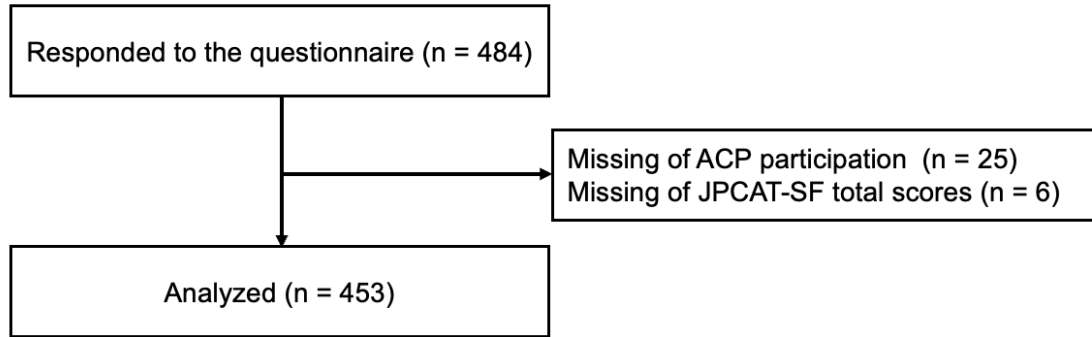 Responded to the questionnaire (n = 484)
Missing of ACP participation (n = 25)
Missing of JPCAT-SF total scores (n = 6)
Analyzed (n = 453)